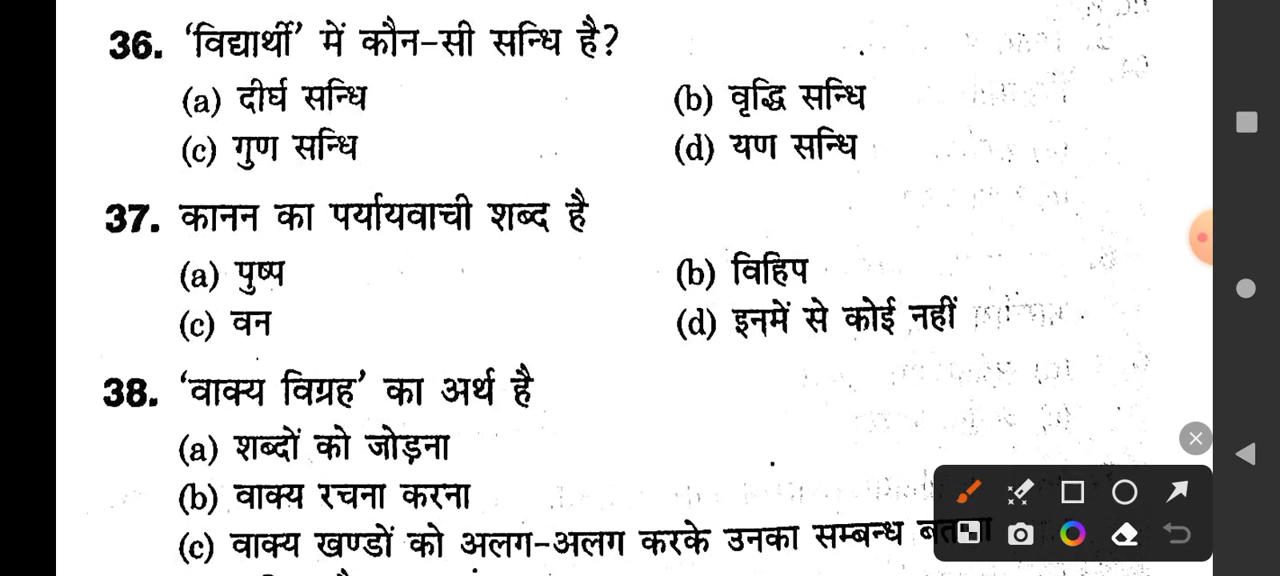 36. ‘विद्यार्थी’ में कौन-सी सन्धि है?
(a) दीर्घ सन्धि (b) वृद्धि सन्धि
(c) गुण सन्धि (d) यण सन्धि
37. कानन का पर्यायवाची शब्द है
(a) पुष्प (b) विहिप
(c) वन (d) इनमें से कोई नहीं
38. ‘वाक्य विग्रह’ का अर्थ है
(a) शब्दों को जोड़ना
(b) वाक्य रचना करना
(c) वाक्य खण्डों को अलग-अलग करके उनका सम्बन्ध